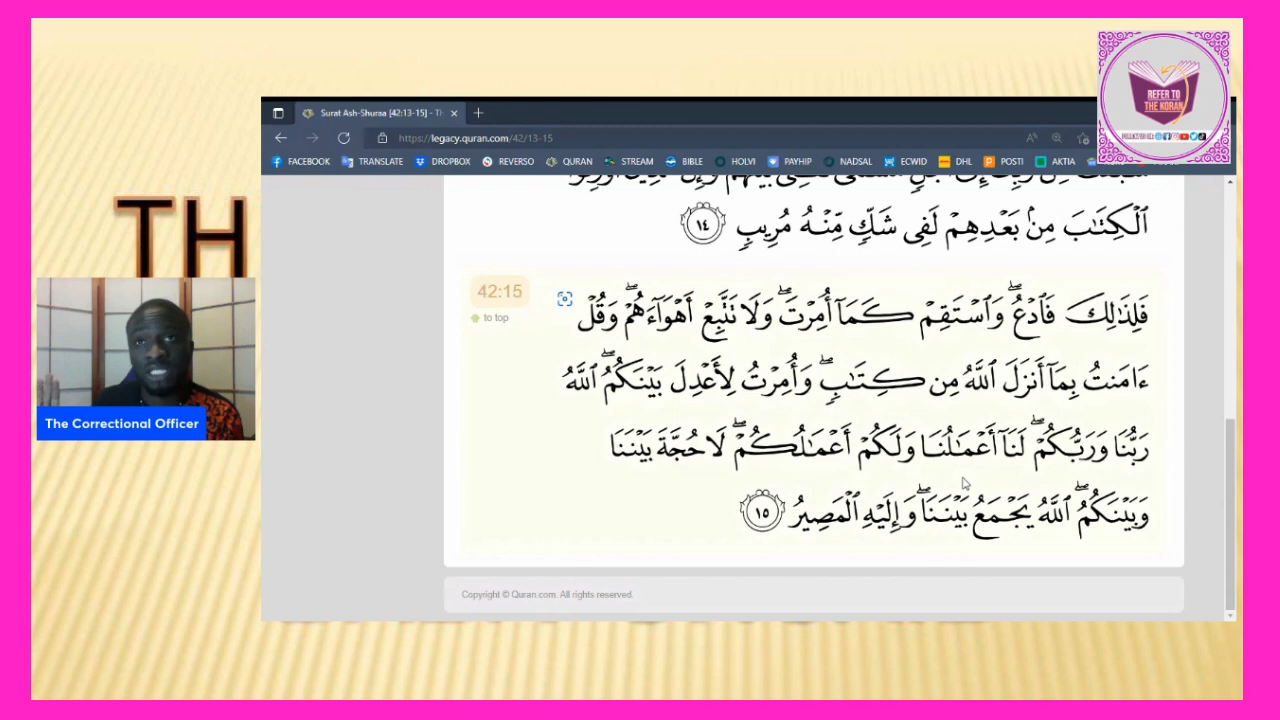 Surat Ash-Shuraa [42:13-15] - Th
https://legacy.quran.com/42/13-15
FACEBOOK TRANSLATE DROPBOX REVERSO QURAN STREAM BIBLE HOLVI PAYHIP NADSAL ECWID DHL POSTI AKTIA
REFER TO
THE KORAN
ٱلْكِتَـٰبَ مِنۢ بَعْدِهِمْ لَفِى شَكٍّ مِّنْهُ مُرِيبٍ ١٤
42:15
to top
فَلِذَٰلِكَ فَٱدْعُ ۖ وَٱسْتَقِمْ كَمَآ أُمِرْتَ ۖ وَلَا تَتَّبِعْ أَهْوَآءَهُمْ ۖ وَقُلْ
ءَامَنتُ بِمَآ أَنزَلَ ٱللَّهُ مِن كِتَـٰبٍ ۖ وَأُمِرْتُ لِأَعْدِلَ بَيْنَكُمُ ۖ ٱللَّهُ
رَبُّنَا وَرَبُّكُمْ ۖ لَنَآ أَعْمَـٰلُنَا وَلَكُمْ أَعْمَـٰلُكُمْ ۖ لَا حُجَّةَ بَيْنَنَا
وَبَيْنَكُمُ ۖ ٱللَّهُ يَجْمَعُ بَيْنَنَا ۖ وَإِلَيْهِ ٱلْمَصِيرُ ١٥
Copyright © Quran.com. All rights reserved.
TH
The Correctional Officer